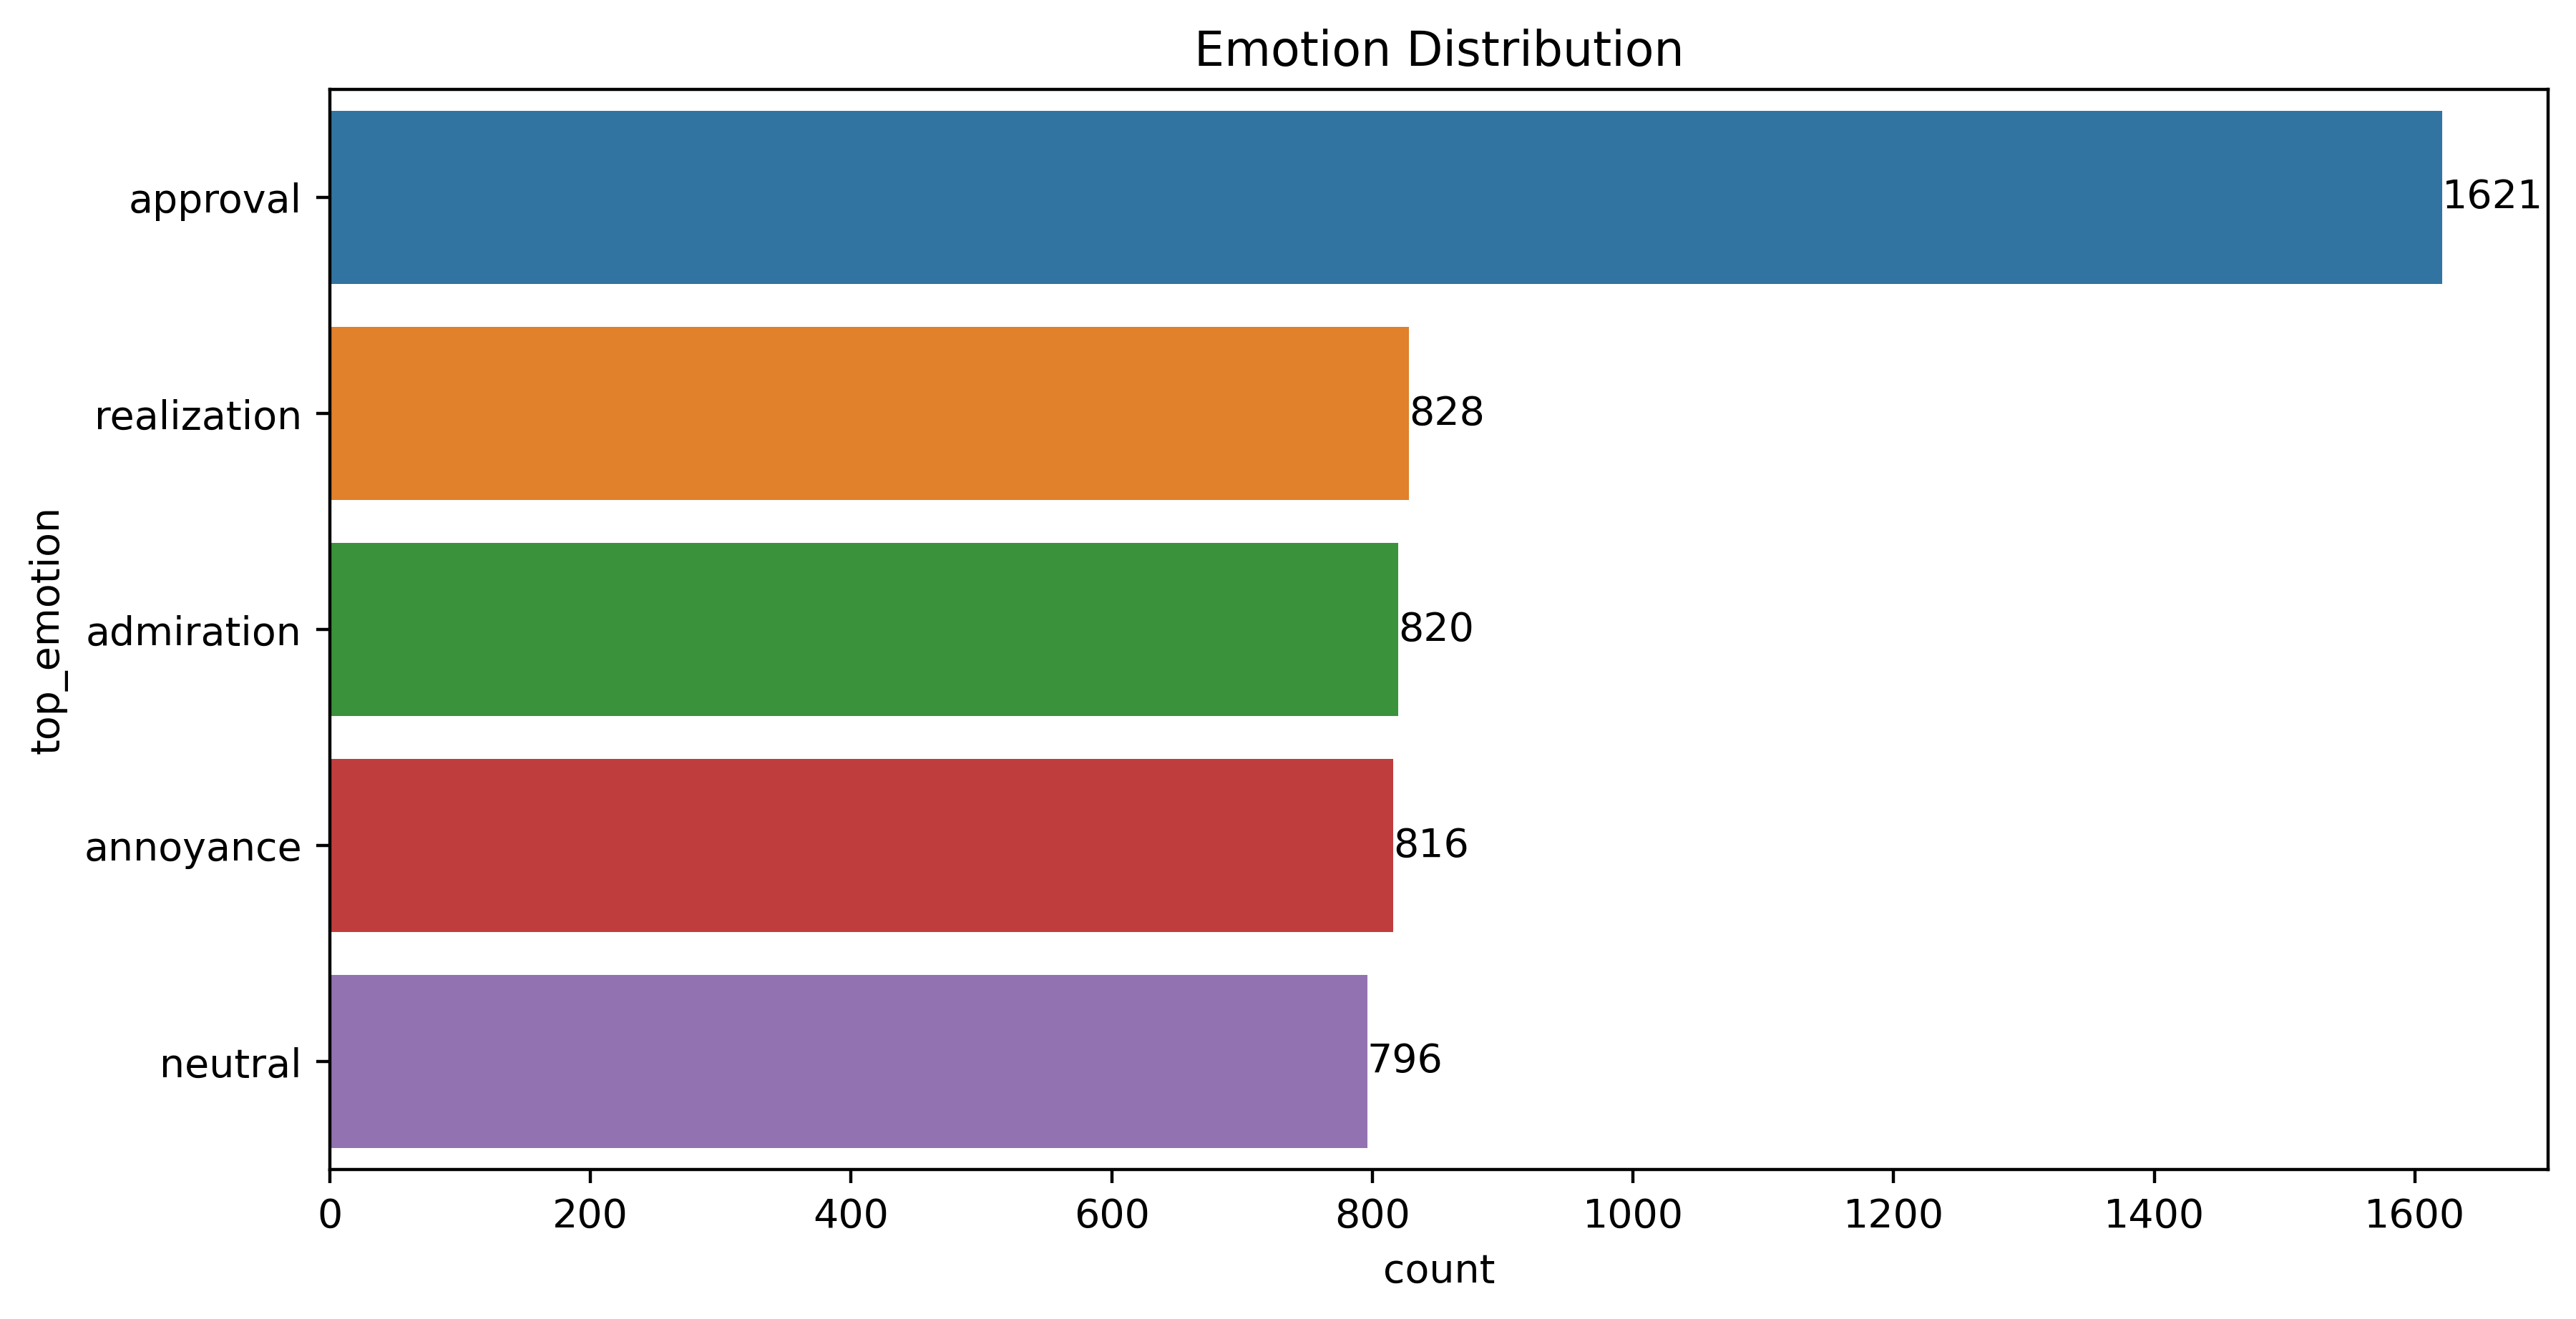 Emotion Distribution
approval
1621
realization
828
admiration
820
annoyance
816
neutral
796
top_emotion
0 200 400 600 800 1000 1200 1400 1600
count